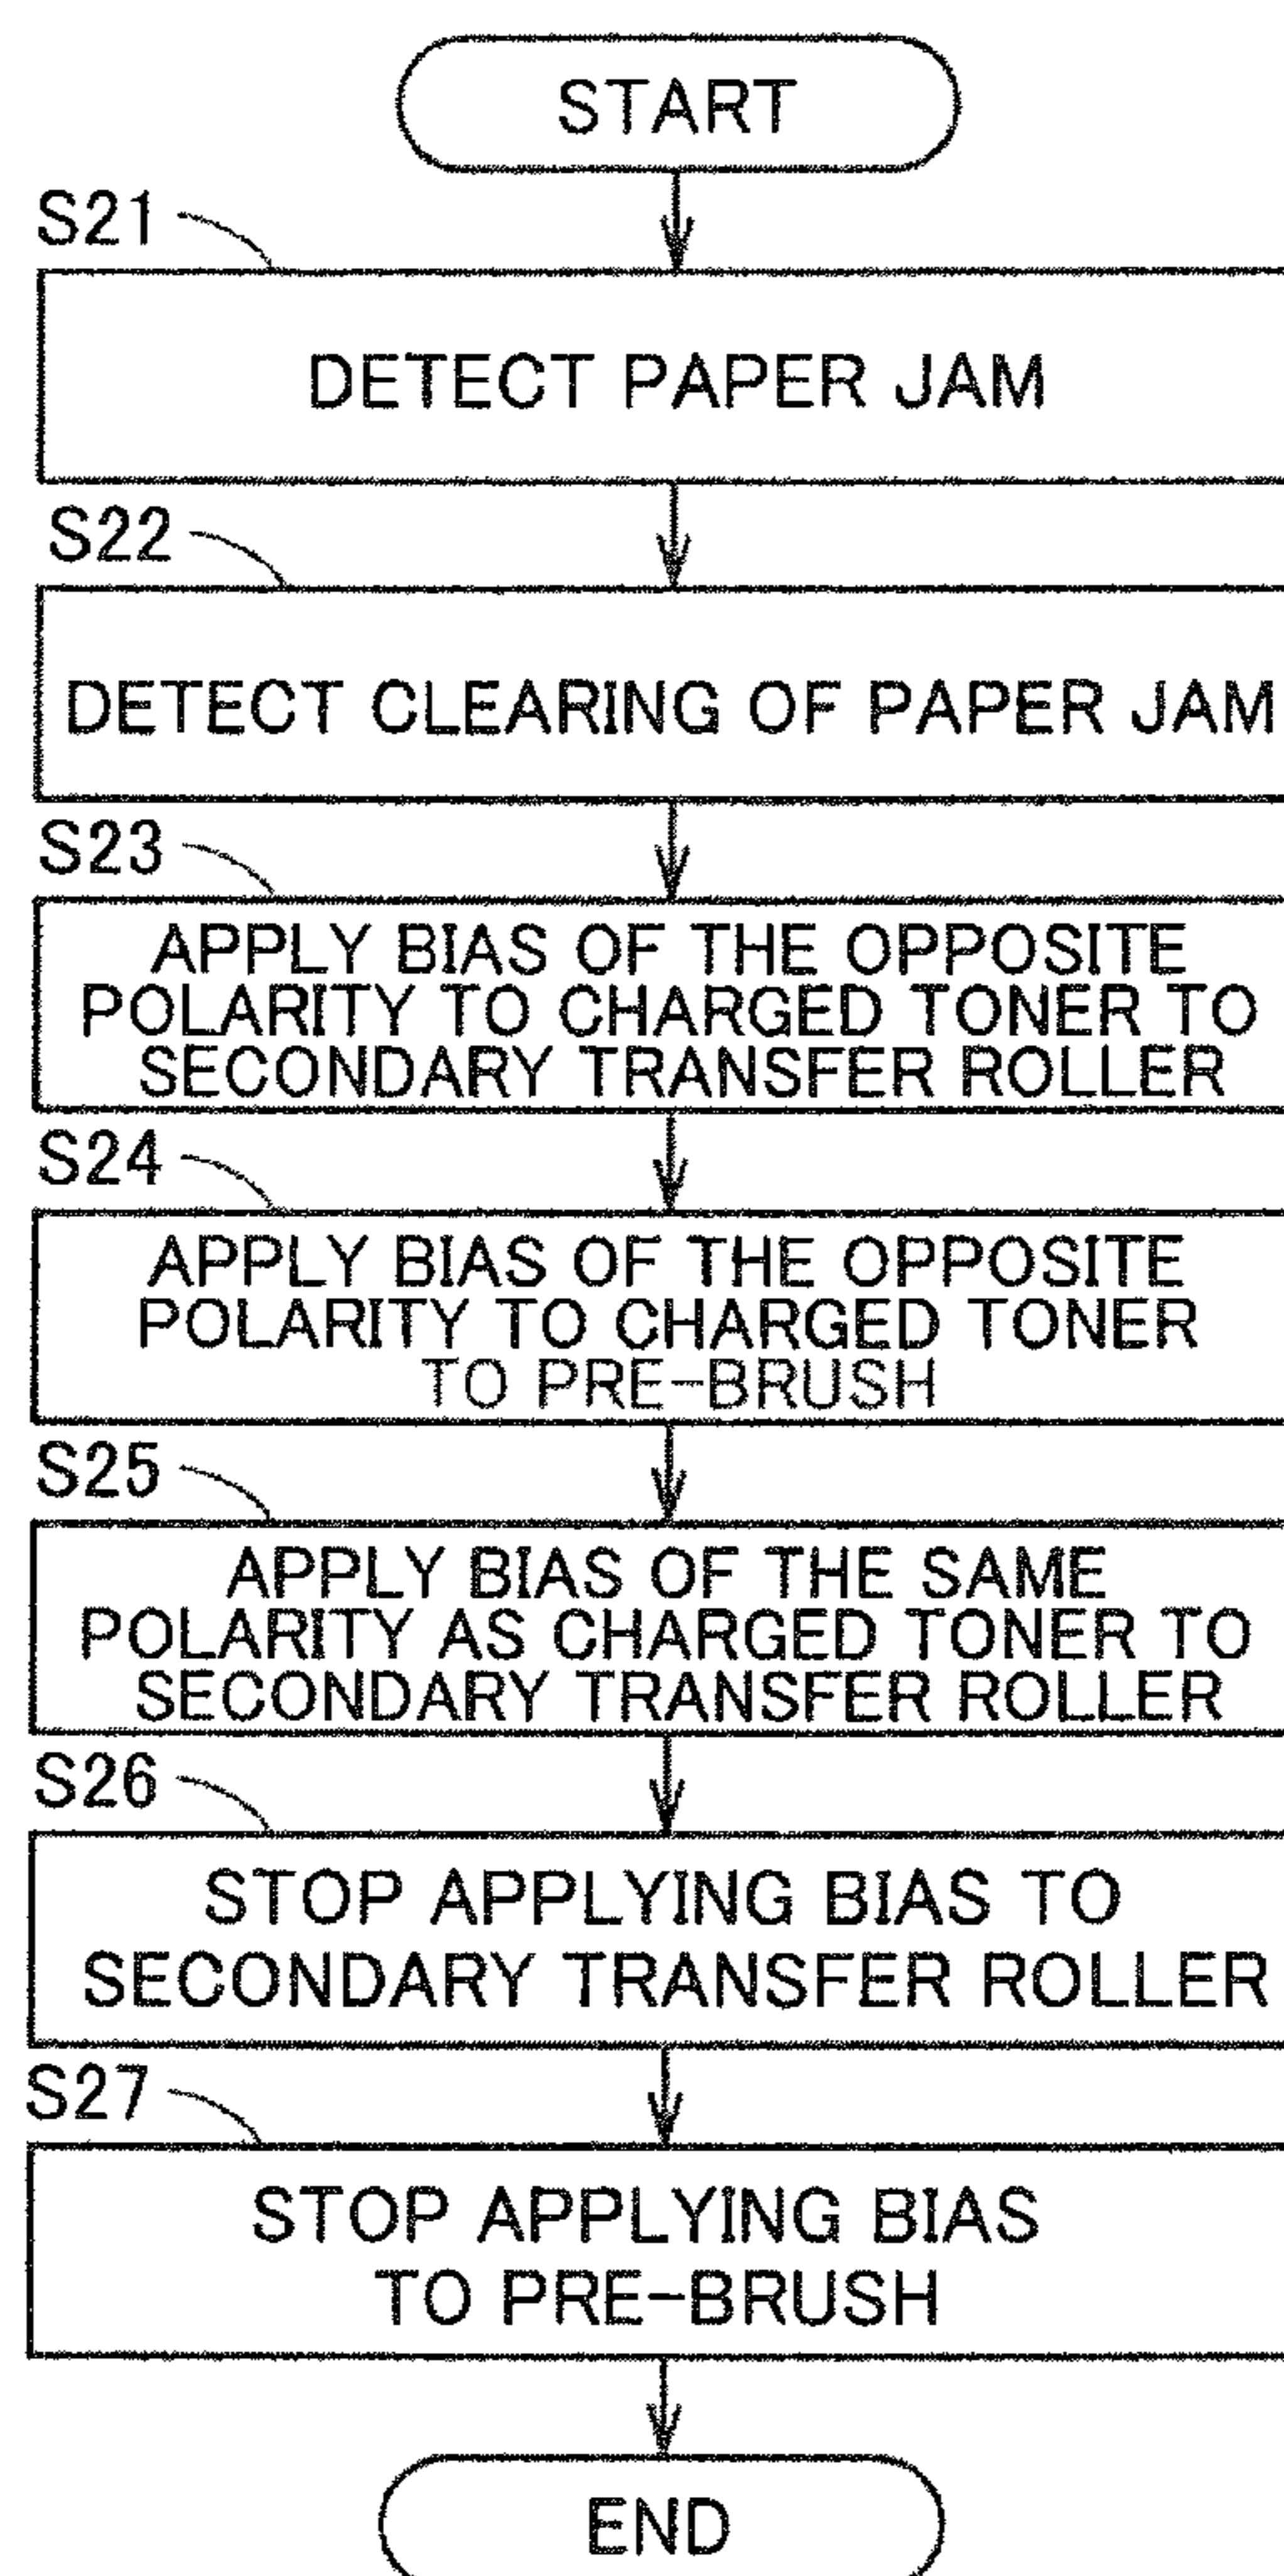 START
S21
DETECT PAPER JAM
S22
DETECT CLEARING OF PAPER JAM
S23
APPLY BIAS OF THE OPPOSITE
POLARITY TO CHARGED TONER TO
SECONDARY TRANSFER ROLLER
S24
APPLY BIAS OF THE OPPOSITE
POLARITY TO CHARGED TONER
TO PRE-BRUSH
S25
APPLY BIAS OF THE SAME
POLARITY AS CHARGED TONER TO
SECONDARY TRANSFER ROLLER
S26
STOP APPLYING BIAS TO
SECONDARY TRANSFER ROLLER
S27
STOP APPLYING BIAS
TO PRE-BRUSH
END